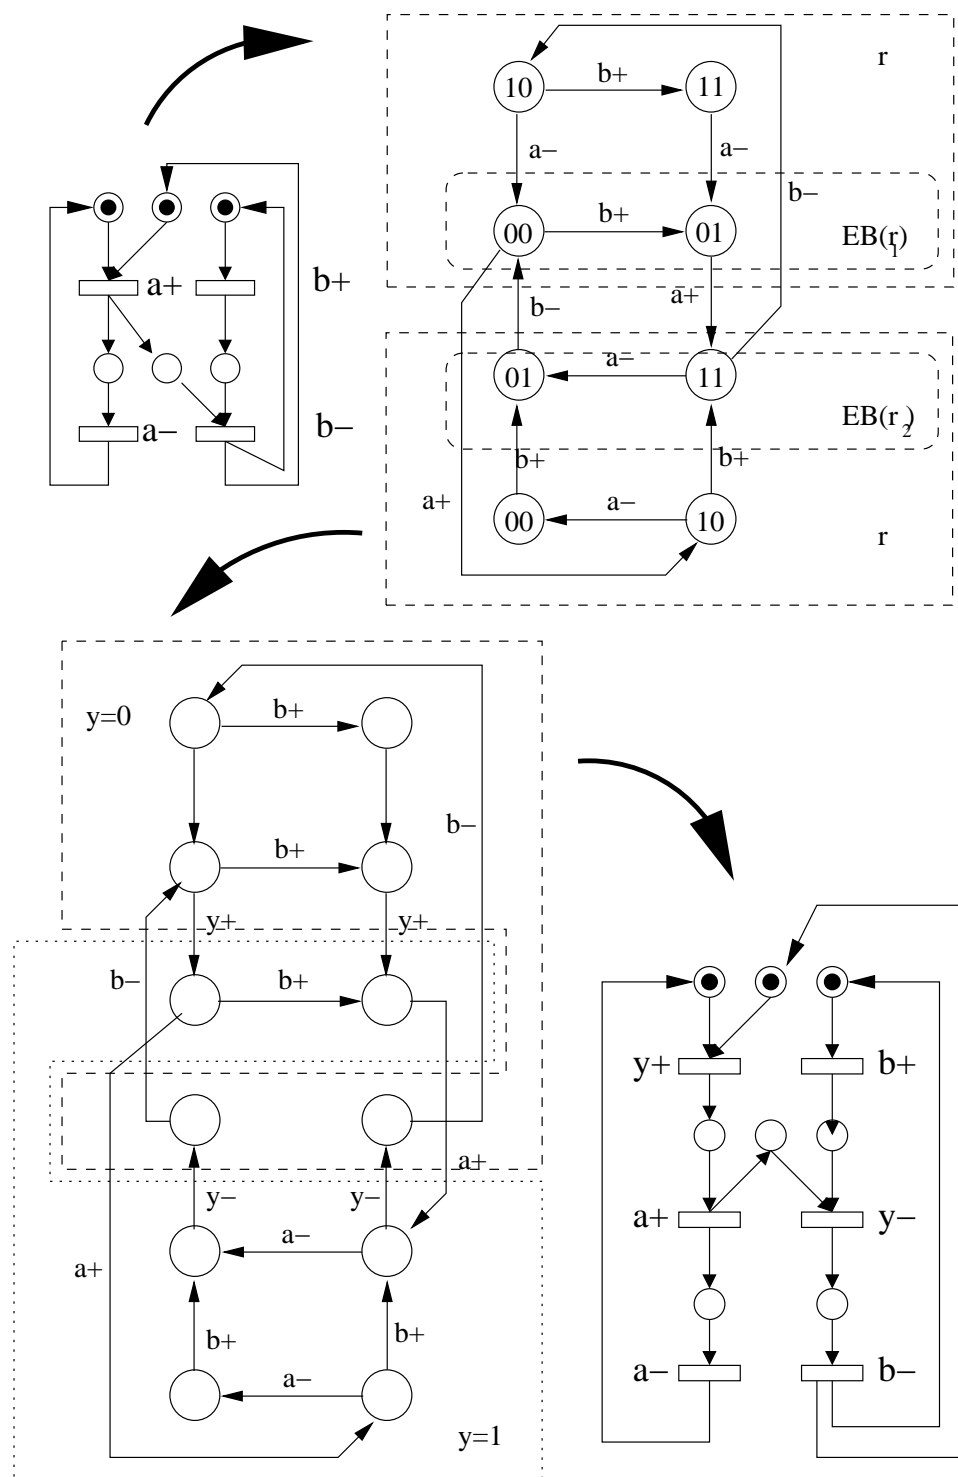 r
10
b+
11
a−
a−
b−
00
b+
01
EB(r1)
b−
a+
01
a−
11
EB(r2)
b+
b+
a+
00
a−
10
r
a+
b+
a−
b−
y=0
b+
b−
b+
y+
y+
b−
b+
a+
y−
y−
a−
a+
b+
b+
a−
y=1
y+
b+
a+
y−
a−
b−